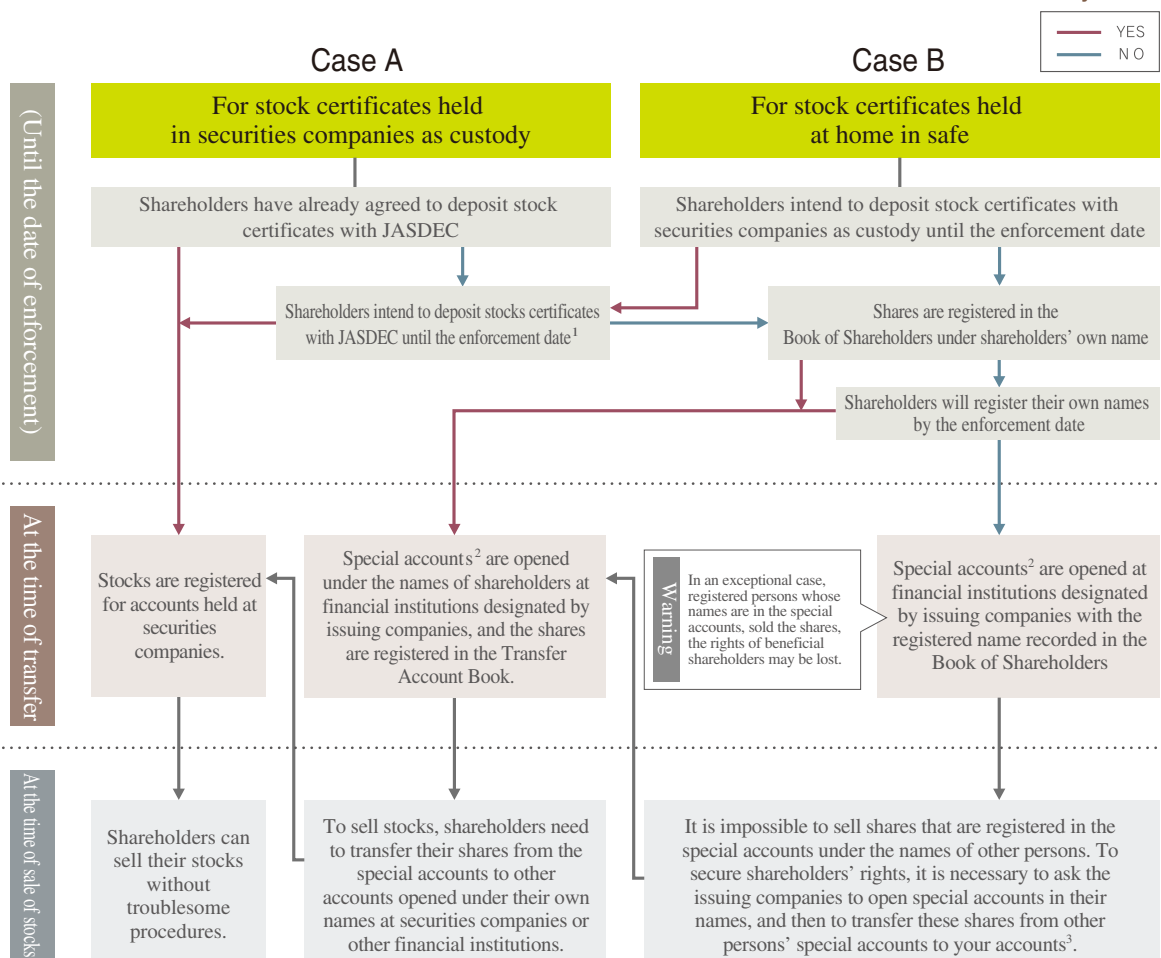 YES
NO
Case A
Case B
(Until the date of enforcement)
For stock certificates held
in securities companies as custody
For stock certificates held
at home in safe
Shareholders have already agreed to deposit stock
certificates with JASDEC
Shareholders intend to deposit stock certificates with
securities companies as custody until the enforcement date
Shareholders intend to deposit stocks certificates
with JASDEC until the enforcement date¹
Shares are registered in the
Book of Shareholders under shareholders' own name
Shareholders will register their own names
by the enforcement date
At the time of transfer
Stocks are registered
for accounts held at
securities
companies.
Special accounts² are opened
under the names of shareholders at
financial institutions designated by
issuing companies, and the shares
are registered in the Transfer
Account Book.
Warning
In an exceptional case,
registered persons whose
names are in the special
accounts, sold the shares,
the rights of beneficial
shareholders may be lost.
Special accounts² are opened at
financial institutions designated
by issuing companies with the
registered name recorded in the
Book of Shareholders
At the time of sale of stocks
Shareholders can
sell their stocks
without
troublesome
procedures.
To sell stocks, shareholders need
to transfer their shares from the
special accounts to other
accounts opened under their own
names at securities companies or
other financial institutions.
It is impossible to sell shares that are registered in the
special accounts under the names of other persons. To
secure shareholders' rights, it is necessary to ask the
issuing companies to open special accounts in their
names, and then to transfer these shares from other
persons' special accounts to your accounts³.